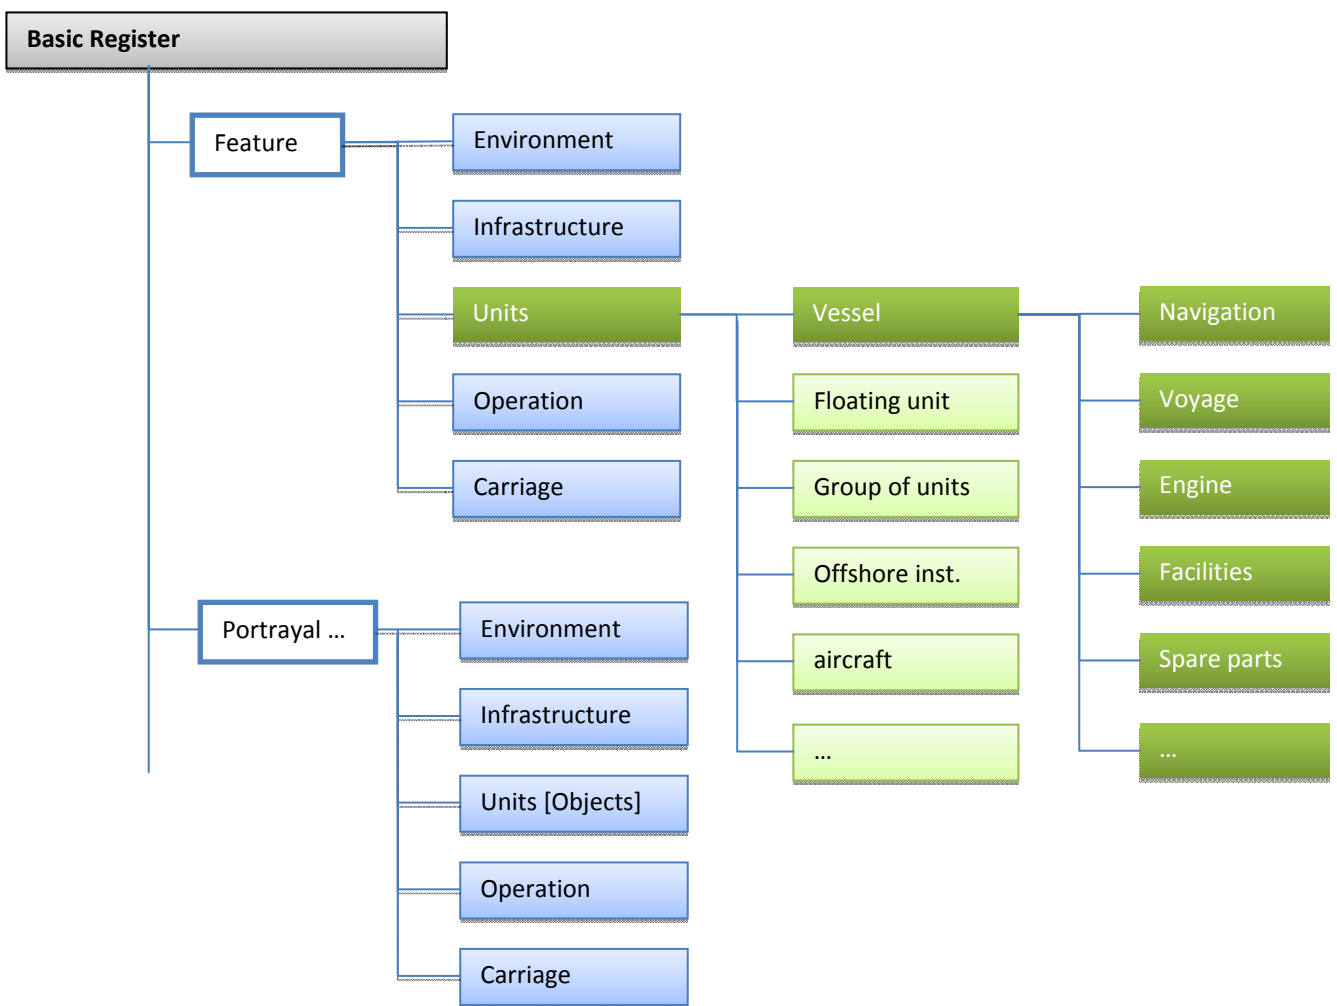 Basic Register
Feature
Environment
Infrastructure
Units
Vessel
Navigation
Operation
Floating unit
Voyage
Carriage
Group of units
Engine
Offshore inst.
Facilities
Portrayal ...
Environment
aircraft
Spare parts
Infrastructure
...
...
Units [Objects]
Operation
Carriage